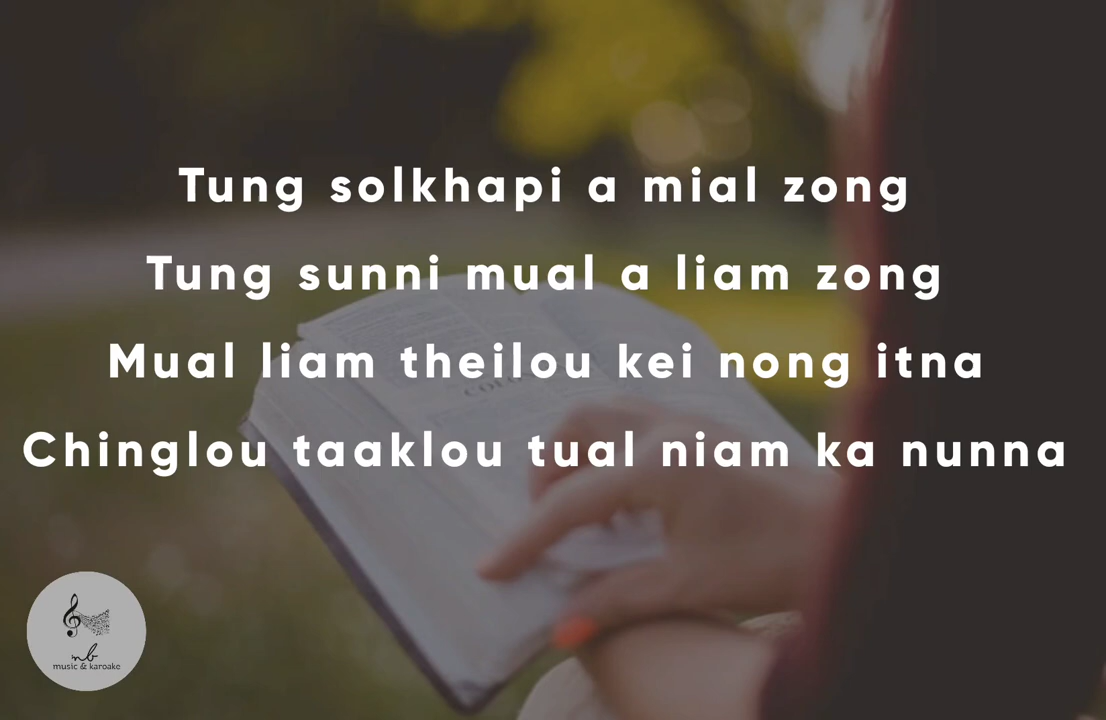 Tung solkhapi a mial zong
Tung sunni mual a liam zong
Mual liam theilou kei nong itna
Chinglou taaklou tual niam ka nunna
nb
music & karoake